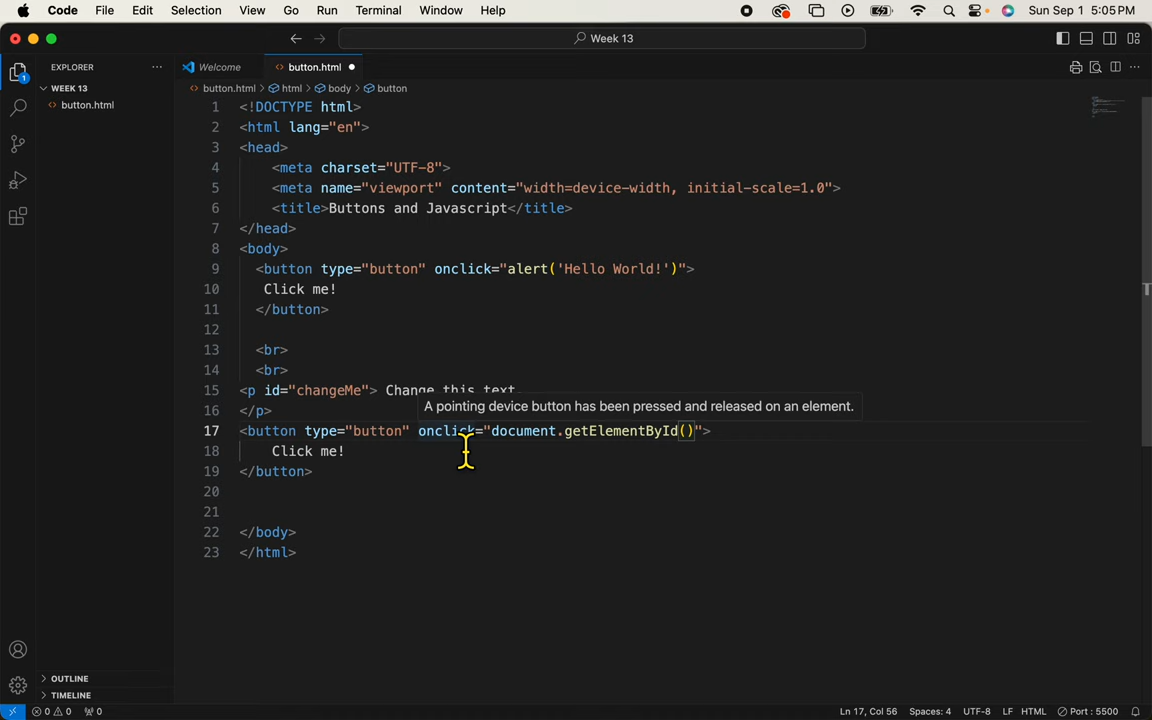 Code File Edit Selection View Go Run Terminal Window Help Sun Sep 1 5:05 PM
Week 13
EXPLORER ··· Welcome <> button.html ●
1
WEEK 13 <> button.html > html > body > button
<> button.html
1 <!DOCTYPE html>
2 <html lang="en">
3 <head>
4 <meta charset="UTF-8">
5 <meta name="viewport" content="width=device-width, initial-scale=1.0">
6 <title>Buttons and Javascript</title>
7 </head>
8 <body>
9 <button type="button" onclick="alert('Hello World!')">
10 Click me!
11 </button>
12
13 <br>
14 <br>
15 <p id="changeMe"> Change this text.
A pointing device button has been pressed and released on an element.
16 </p>
17 <button type="button" onclick="document.getElementById()">
18 Click me!
19 </button>
20
21
22 </body>
23 </html>
OUTLINE
TIMELINE
0 0 0 Ln 17, Col 56 Spaces: 4 UTF-8 LF HTML Port : 5500